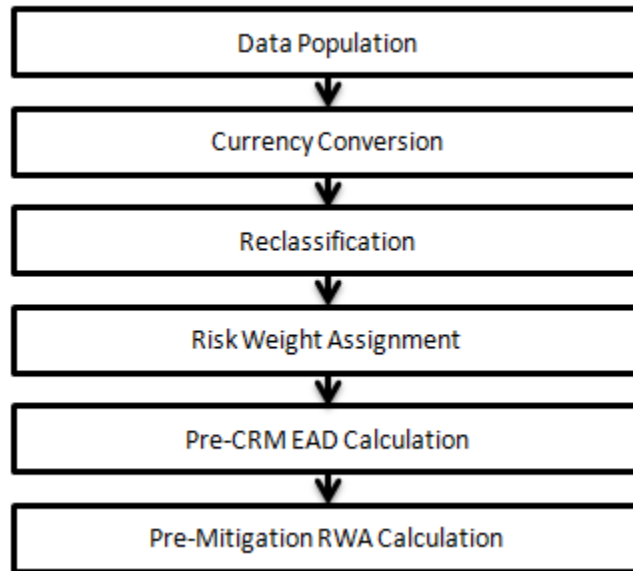 Data Population
Currency Conversion
Reclassification
Risk Weight Assignment
Pre-CRM EAD Calculation
Pre-Mitigation RWA Calculation